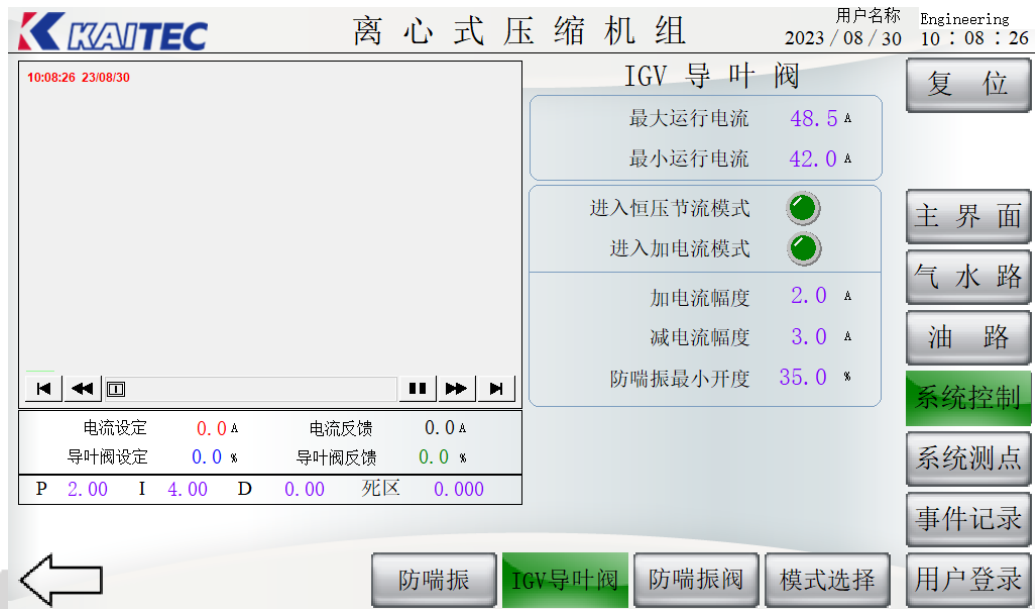 KAITEC 离心式压缩机组 用户名称 Engineering
2023 / 08 / 30 10 : 08 : 26
10:08:26 23/08/30
IGV 导叶阀
最大运行电流 48.5 A
最小运行电流 42.0 A
进入恒压节流模式
进入加电流模式
加电流幅度 2.0 A
减电流幅度 3.0 A
防喘振最小开度 35.0 %
电流设定 0.0 A 电流反馈 0.0 A
导叶阀设定 0.0 % 导叶阀反馈 0.0 %
P 2.00 I 4.00 D 0.00 死区 0.000
复位
主界面
气水路
油路
系统控制
系统测点
事件记录
用户登录
防喘振 IGV导叶阀 防喘振阀 模式选择